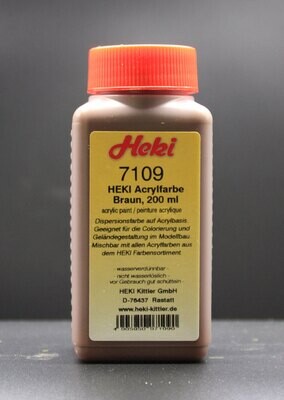 Heki
7109
HEKI Acrylfarbe
Braun, 200 ml
acrylic paint / peinture acrylique
Dispersionsfarbe auf Acrylbasis.
Geeignet für die Colorierung und
Geländegestaltung im Modellbau.
Mischbar mit allen Acrylfarben aus
dem HEKI Farbensortiment.
- wasserverdünnbar -
- nicht wasserlöslich -
- vor Gebrauch gut schütteln -
HEKI Kittler GmbH
D-76437 Rastatt
www.heki-kittler.de